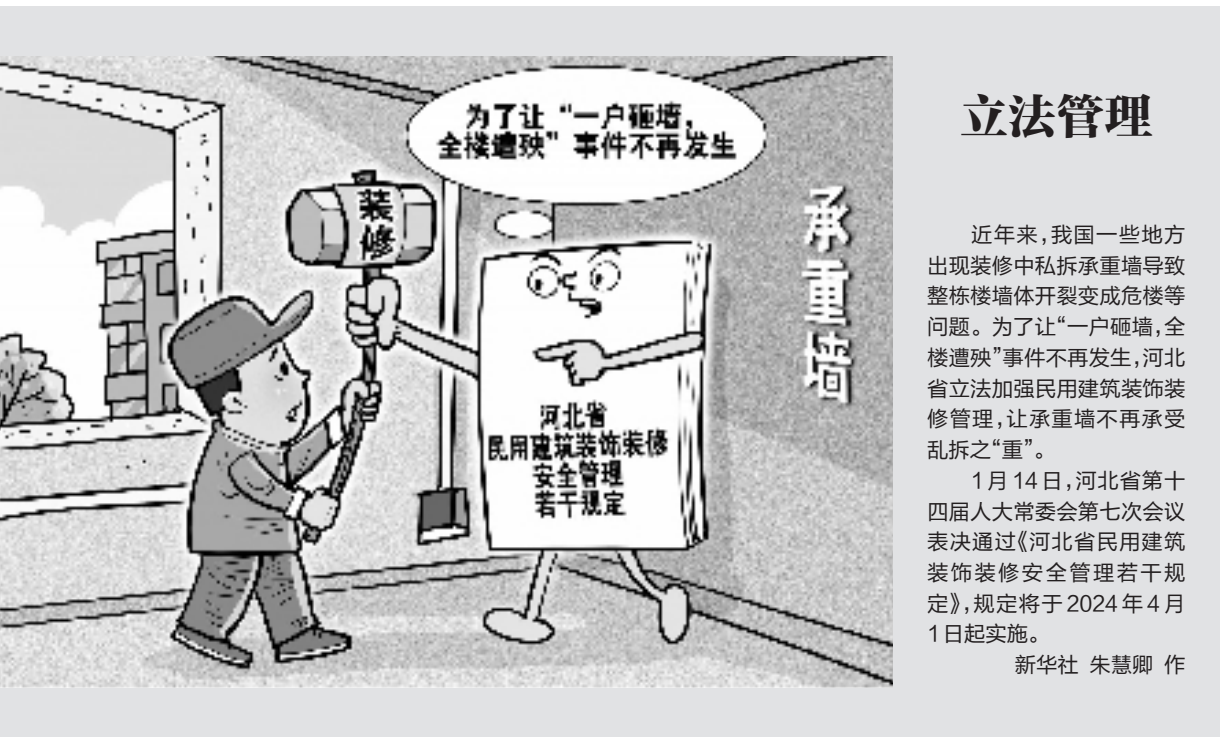 为了让“一户砸墙，
全楼遭殃”事件不再发生
装
修
承
重
墙
河北省
民用建筑装饰装修
安全管理
若干规定
立法管理
近年来，我国一些地方
出现装修中私拆承重墙导致
整栋楼墙体开裂变成危楼等
问题。为了让“一户砸墙，全
楼遭殃”事件不再发生，河北
省立法加强民用建筑装饰装
修管理，让承重墙不再承受
乱拆之“重”。
1月14日，河北省第十
四届人大常委会第七次会议
表决通过《河北省民用建筑
装饰装修安全管理若干规
定》，规定将于2024年4月
1日起实施。
新华社 朱慧卿 作